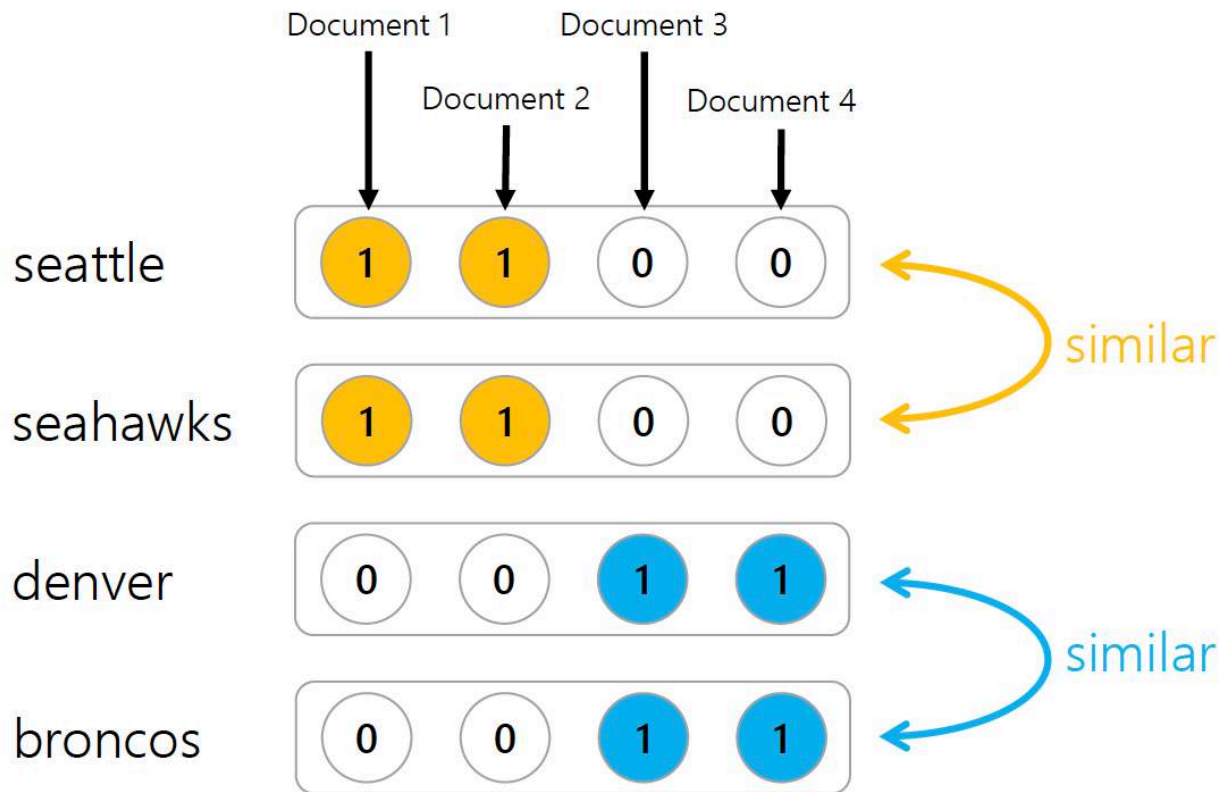 Document 1
Document 3
Document 2
Document 4
seattle 1 1 0 0
similar
seahawks 1 1 0 0
denver 0 0 1 1
similar
broncos 0 0 1 1